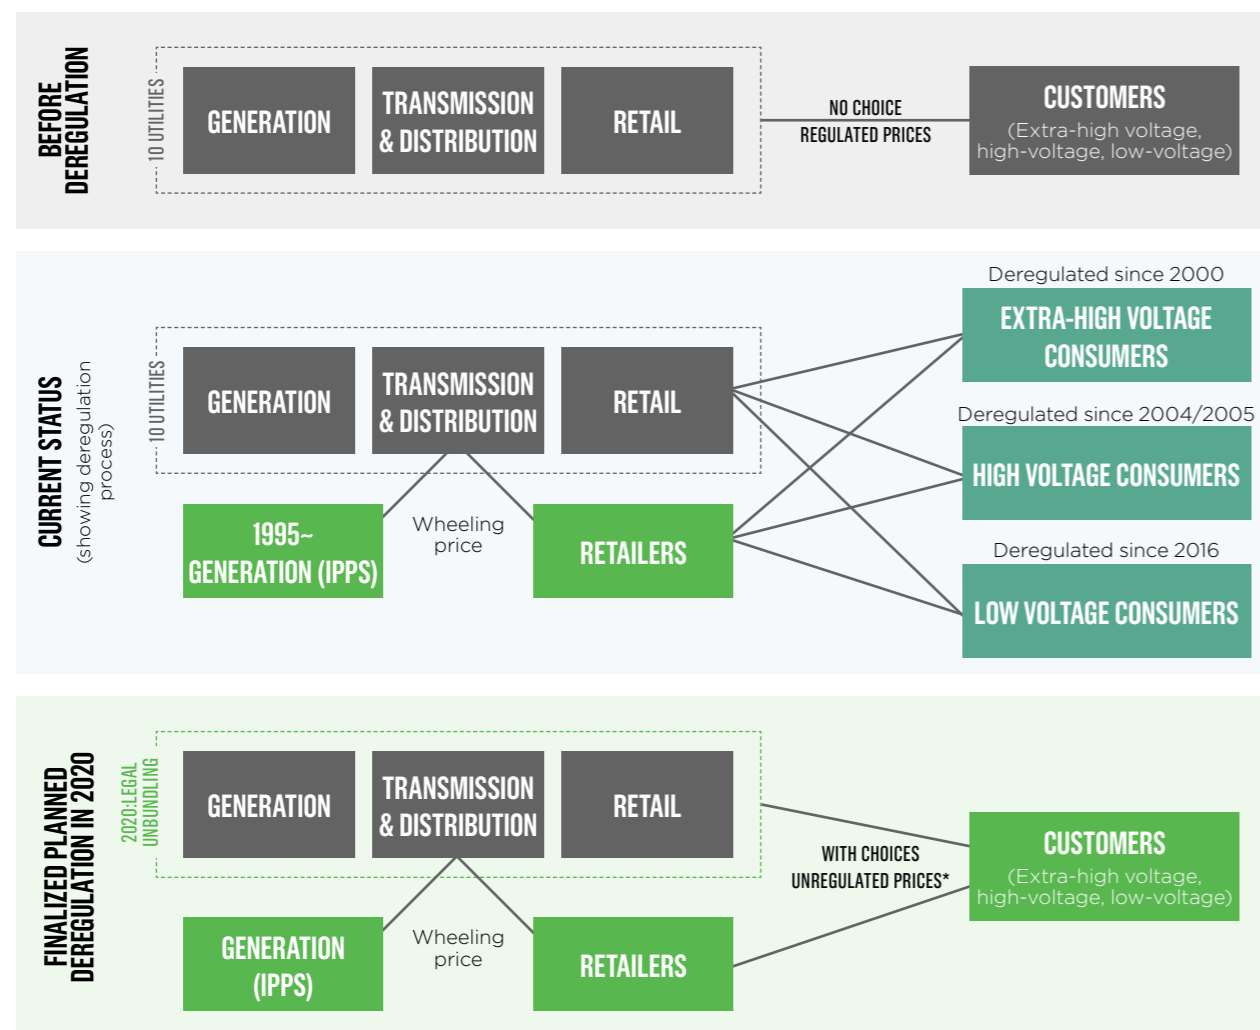 BEFORE
DEREGULATION
10 UTILITIES
GENERATION
TRANSMISSION
& DISTRIBUTION
RETAIL
NO CHOICE
REGULATED PRICES
CUSTOMERS
(Extra-high voltage,
high-voltage, low-voltage)
CURRENT STATUS
(showing deregulation
process)
10 UTILITIES
GENERATION
TRANSMISSION
& DISTRIBUTION
RETAIL
1995~
GENERATION (IPPS)
Wheeling
price
RETAILERS
Deregulated since 2000
EXTRA-HIGH VOLTAGE
CONSUMERS
Deregulated since 2004/2005
HIGH VOLTAGE CONSUMERS
Deregulated since 2016
LOW VOLTAGE CONSUMERS
FINALIZED PLANNED
DEREGULATION IN 2020
2020:LEGAL
UNBUNDLING
GENERATION
TRANSMISSION
& DISTRIBUTION
RETAIL
GENERATION
(IPPS)
Wheeling
price
RETAILERS
WITH CHOICES
UNREGULATED PRICES*
CUSTOMERS
(Extra-high voltage,
high-voltage, low-voltage)